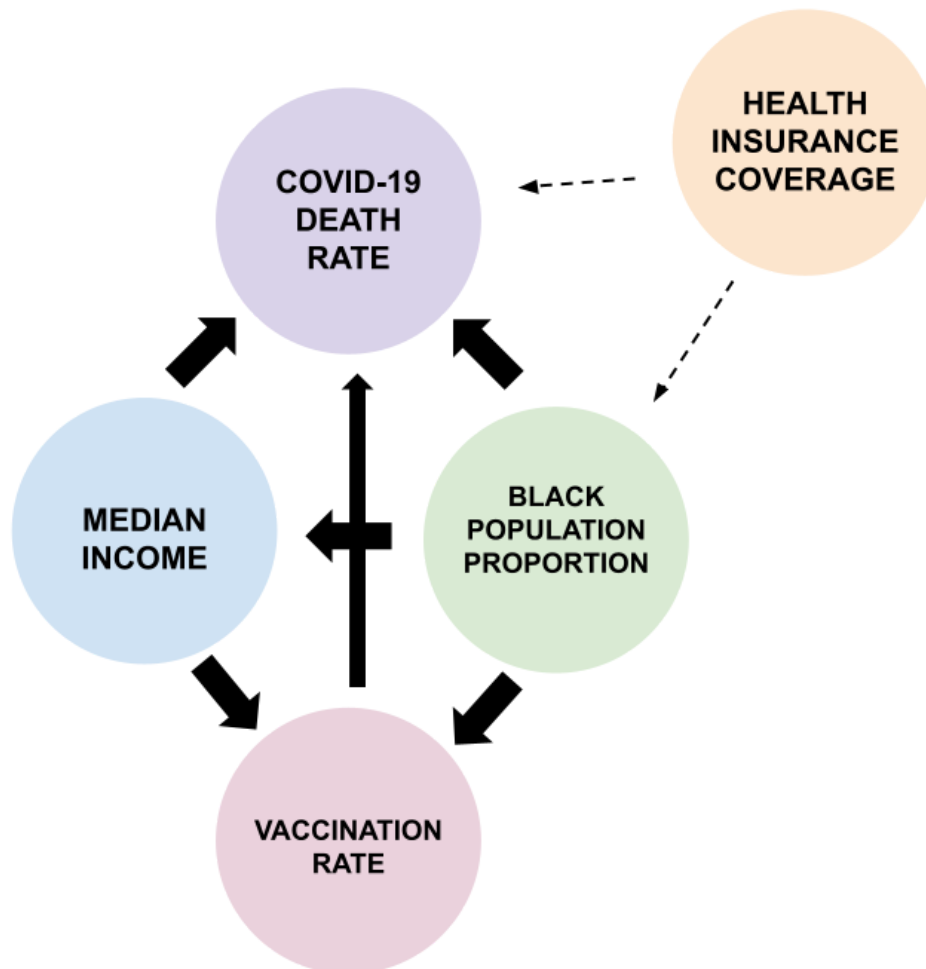 HEALTH
INSURANCE
COVERAGE
COVID-19
DEATH
RATE
MEDIAN
INCOME
BLACK
POPULATION
PROPORTION
VACCINATION
RATE